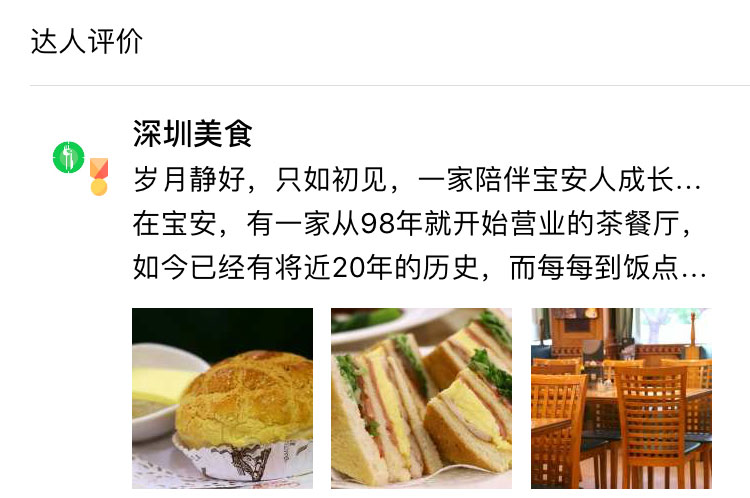 达人评价
深圳美食
岁月静好，只如初见，一家陪伴宝安人成长...
在宝安，有一家从98年就开始营业的茶餐厅，
如今已经有将近20年的历史，而每每到饭点...